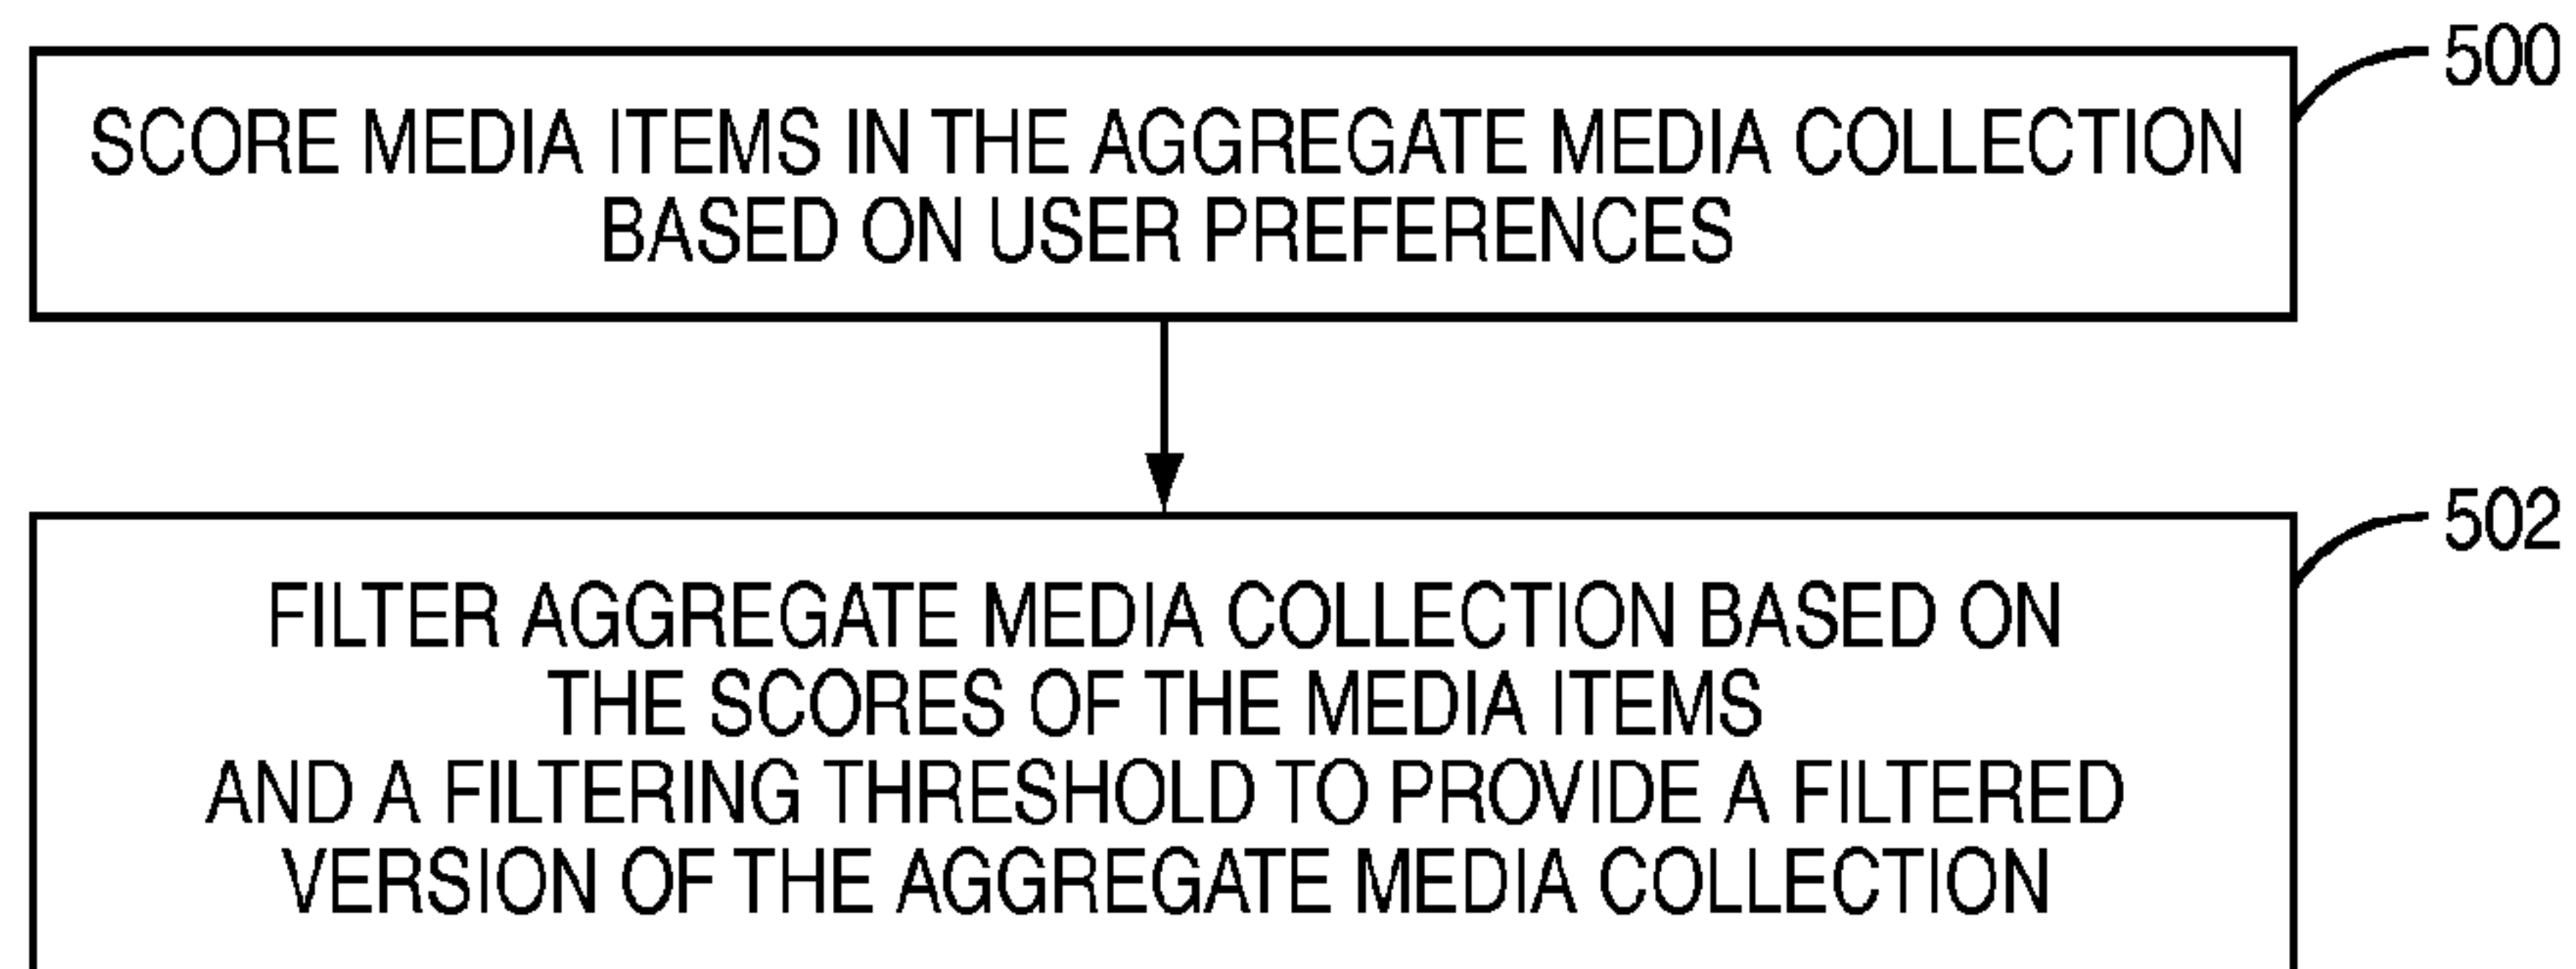 500
SCORE MEDIA ITEMS IN THE AGGREGATE MEDIA COLLECTION
BASED ON USER PREFERENCES
502
FILTER AGGREGATE MEDIA COLLECTION BASED ON
THE SCORES OF THE MEDIA ITEMS
AND A FILTERING THRESHOLD TO PROVIDE A FILTERED
VERSION OF THE AGGREGATE MEDIA COLLECTION